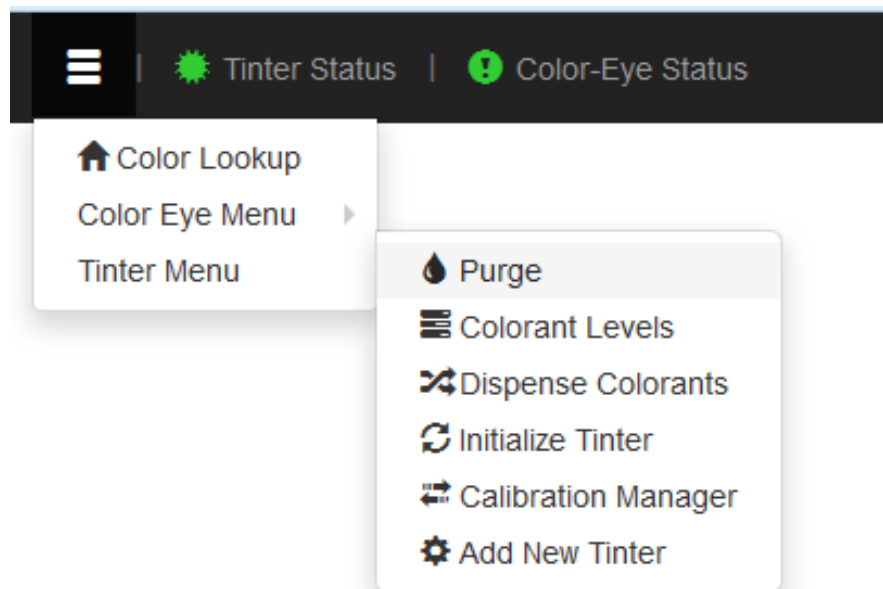 | Tinter Status | Color-Eye Status
Color Lookup
Color Eye Menu
Tinter Menu
Purge
Colorant Levels
Dispense Colorants
Initialize Tinter
Calibration Manager
Add New Tinter